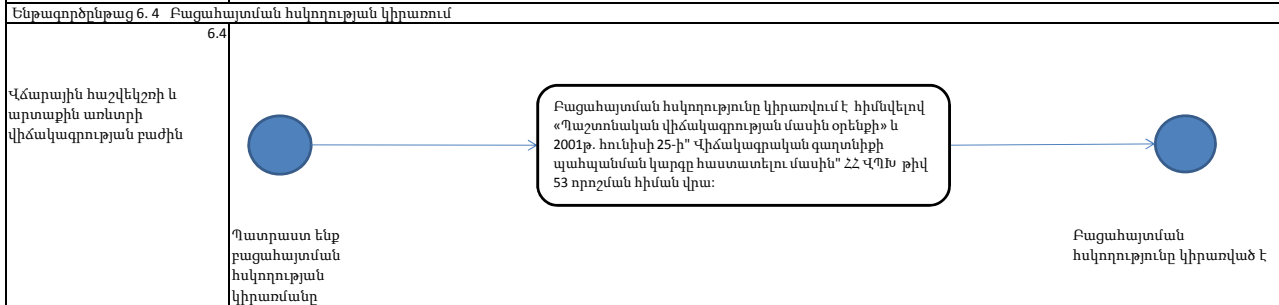 Ենթագործընթաց 6. 4 Բացահայտման հսկողության կիրառում
6.4
Վճարային հաշվեկշռի և
արտաքին առևտրի
վիճակագրության բաժին
Բացահայտման հսկողությունը կիրառվում է հիմնվելով
«Պաշտոնական վիճակագրության մասին օրենքի» և
2001թ. հունիսի 25-ի" Վիճակագրական գաղտնիքի
պահպանման կարգը հաստատելու մասին" ՀՀ ՎՊԽ թիվ
53 որոշման հիման վրա:
Պատրաստ ենք
բացահայտման
հսկողության
կիրառմանը
Բացահայտման
հսկողությունը կիրառված է